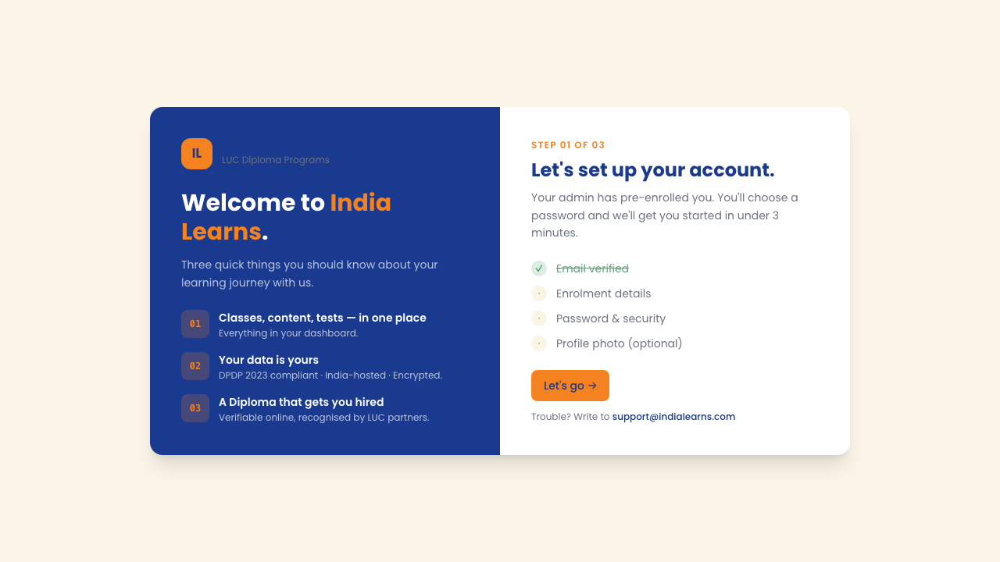 IL
LUC Diploma Programs
Welcome to India
Learns.
Three quick things you should know about your
learning journey with us.
01
Classes, content, tests — in one place
Everything in your dashboard.
02
Your data is yours
DPDP 2023 compliant · India-hosted · Encrypted.
03
A Diploma that gets you hired
Verifiable online, recognised by LUC partners.
STEP 01 OF 03
Let's set up your account.
Your admin has pre-enrolled you. You'll choose a
password and we'll get you started in under 3
minutes.
✓ Email verified
· Enrolment details
· Password & security
· Profile photo (optional)
Let's go →
Trouble? Write to support@indialearns.com